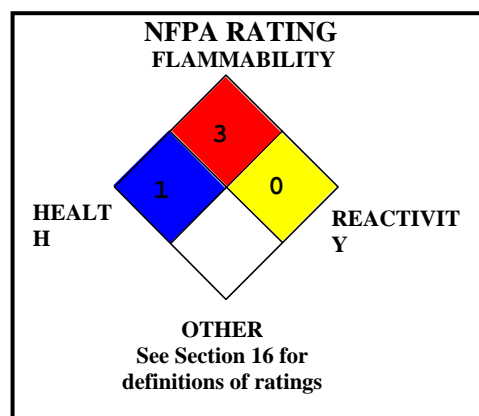 NFPA RATING
FLAMMABILITY
3
1
0
HEALT
H
REACTIVIT
Y
OTHER
See Section 16 for
definitions of ratings